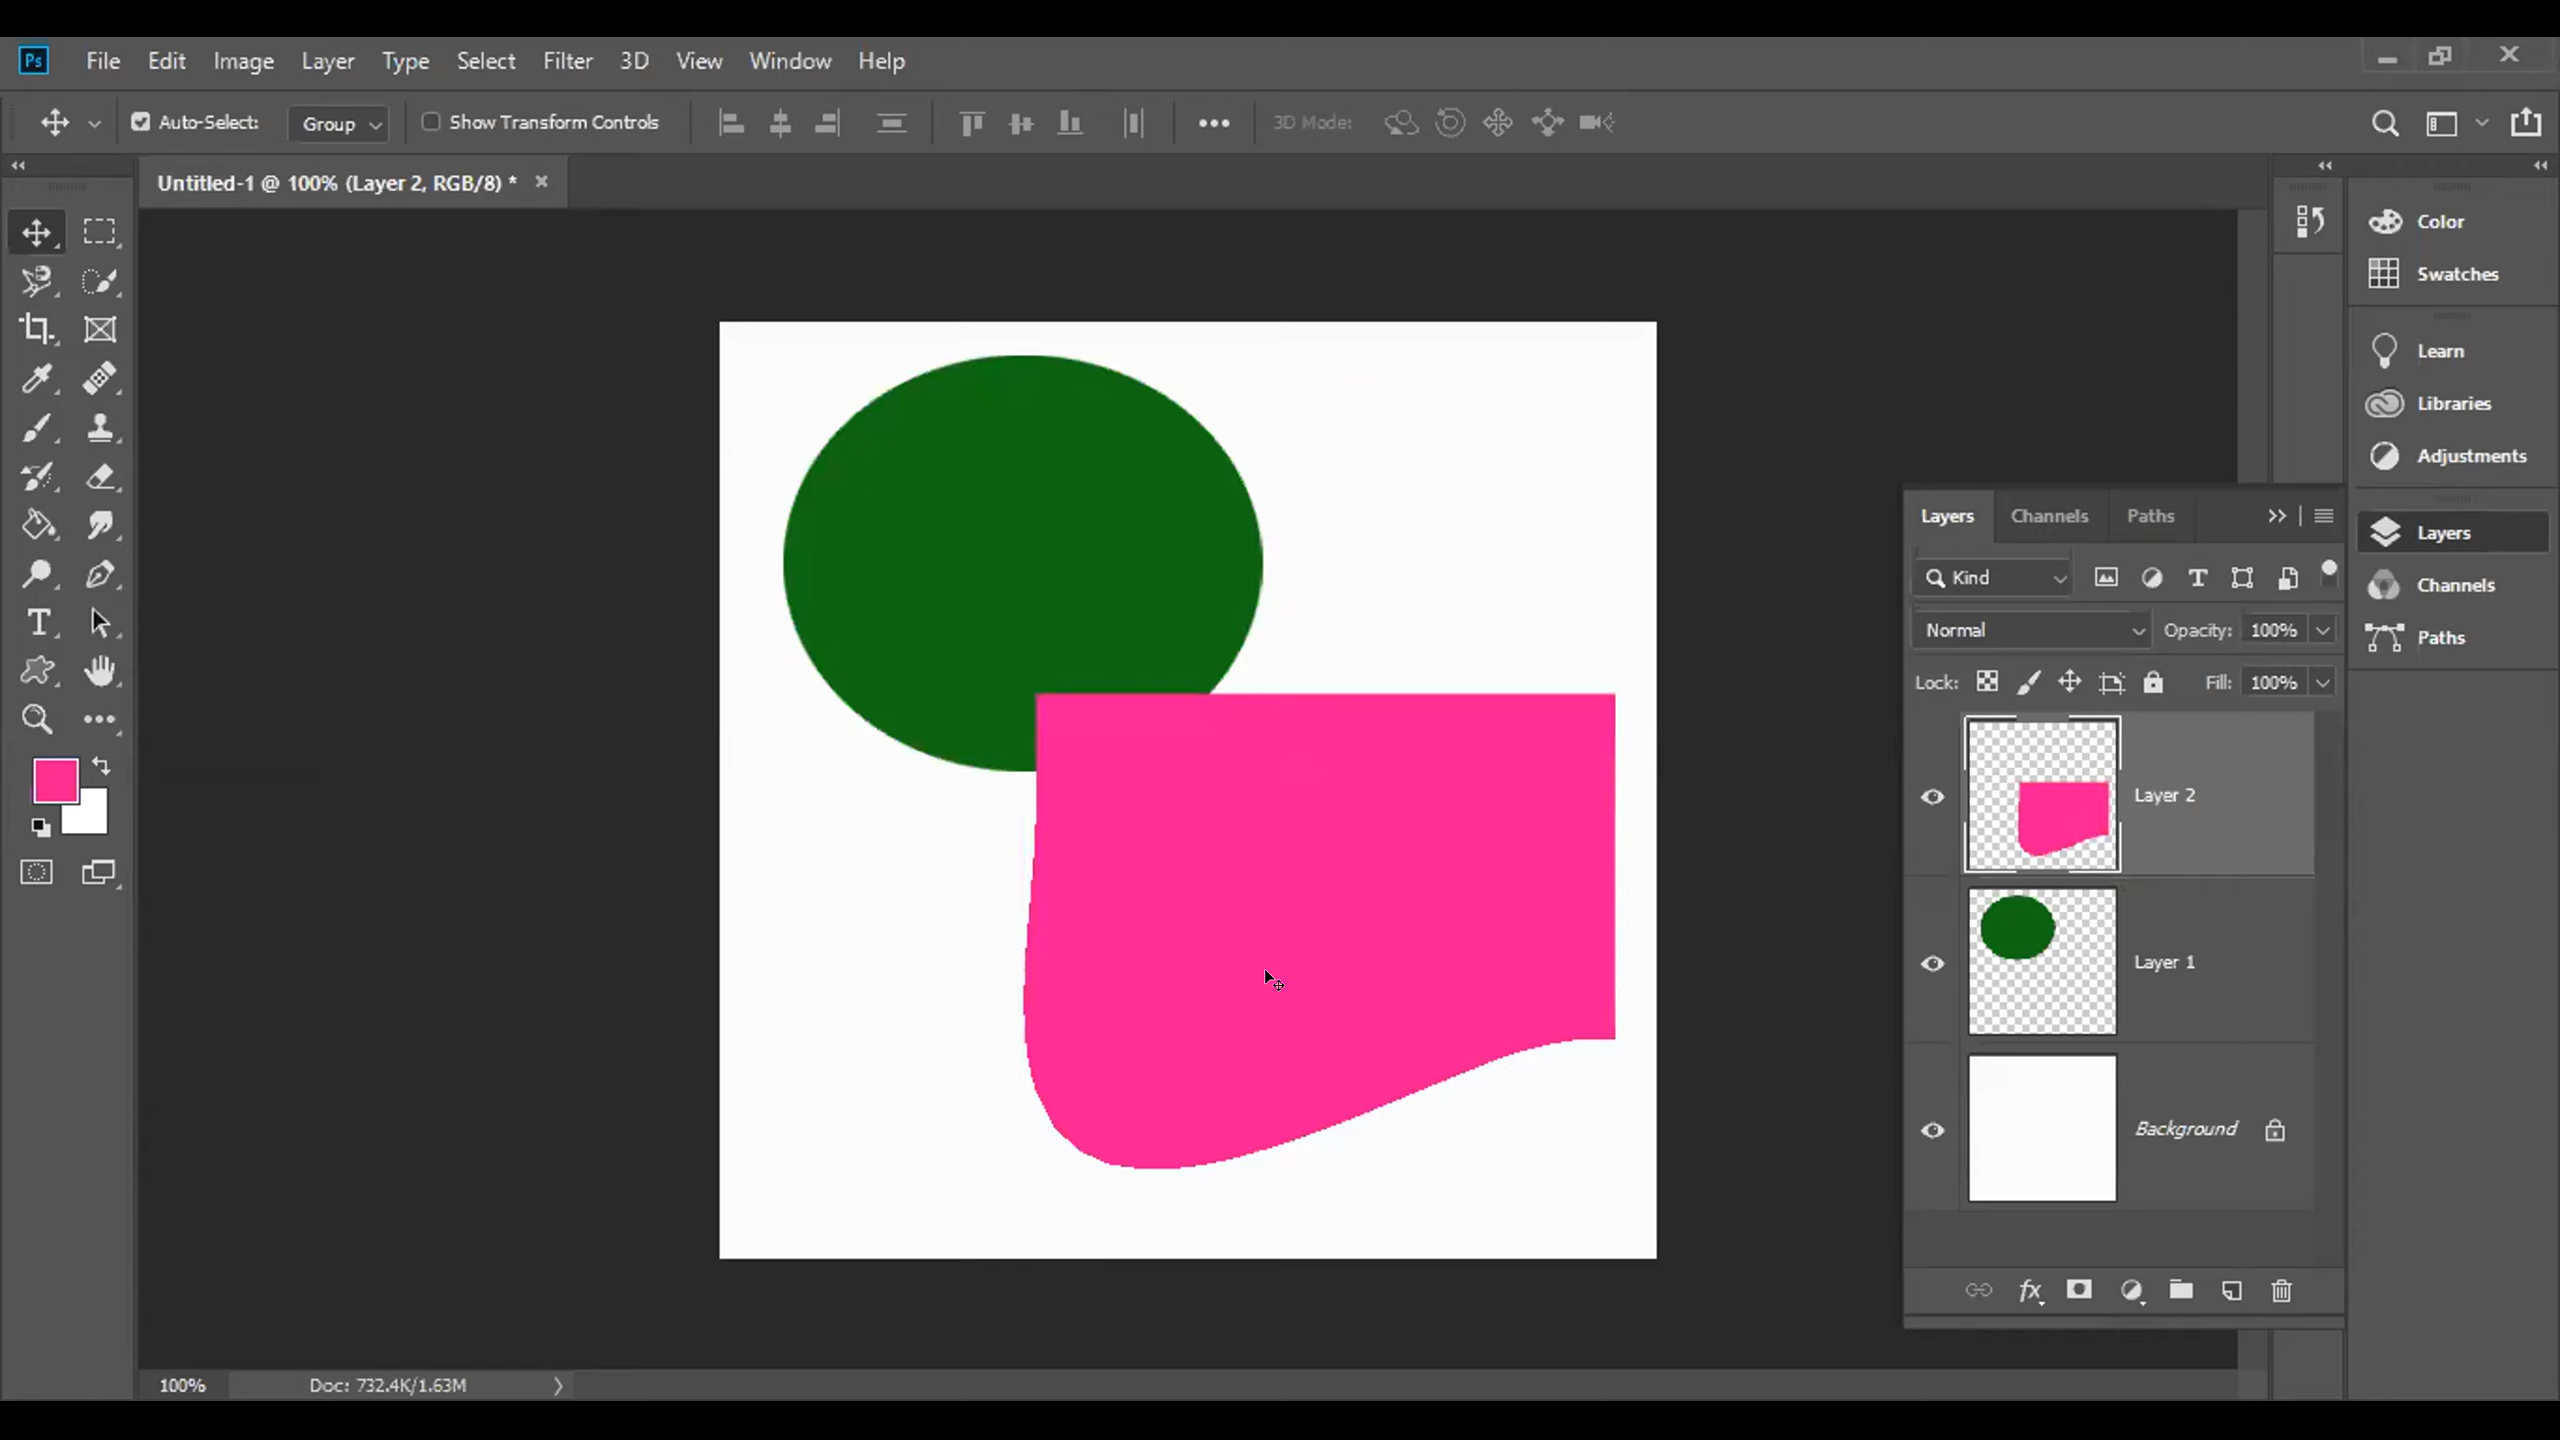 Ps File Edit Image Layer Type Select Filter 3D View Window Help
Auto-Select: Group Show Transform Controls 3D Mode:
Untitled-1 @ 100% (Layer 2, RGB/8) *
Color
Swatches
Learn
Libraries
Adjustments
Layers
Channels
Paths
Layers Channels Paths
Kind
Normal Opacity: 100%
Lock: Fill: 100%
Layer 2
Layer 1
Background
fx
100% Doc: 732.4K/1.63M